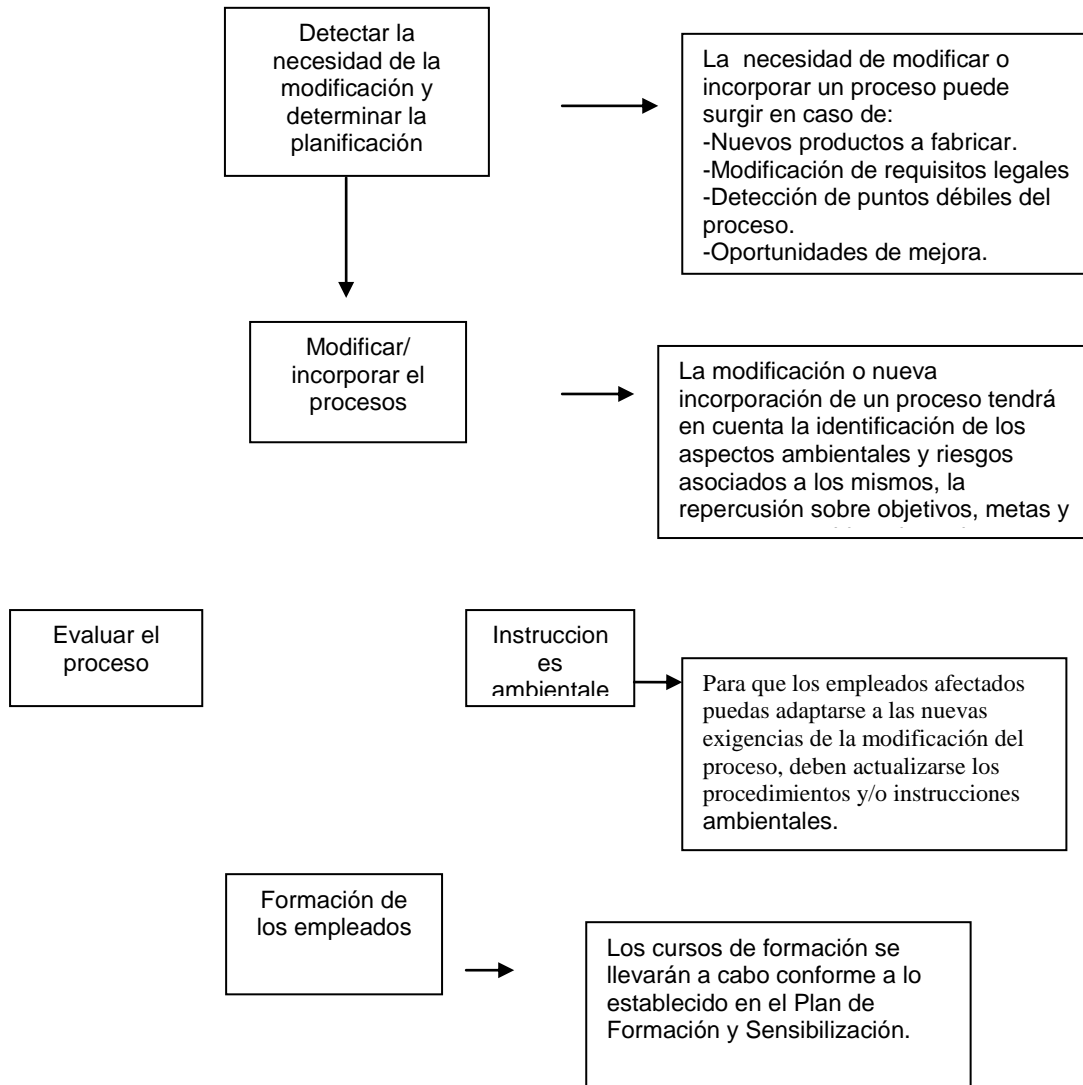 Detectar la
necesidad de la
modificación y
determinar la
planificación
La necesidad de modificar o
incorporar un proceso puede
surgir en caso de:
-Nuevos productos a fabricar.
-Modificación de requisitos legales
-Detección de puntos débiles del
proceso.
-Oportunidades de mejora.
Modificar/
incorporar el
procesos
La modificación o nueva
incorporación de un proceso tendrá
en cuenta la identificación de los
aspectos ambientales y riesgos
asociados a los mismos, la
repercusión sobre objetivos, metas y
Evaluar el
proceso
Instruccion
es
ambientale
Para que los empleados afectados
puedas adaptarse a las nuevas
exigencias de la modificación del
proceso, deben actualizarse los
procedimientos y/o instrucciones
ambientales.
Formación de
los empleados
Los cursos de formación se
llevarán a cabo conforme a lo
establecido en el Plan de
Formación y Sensibilización.